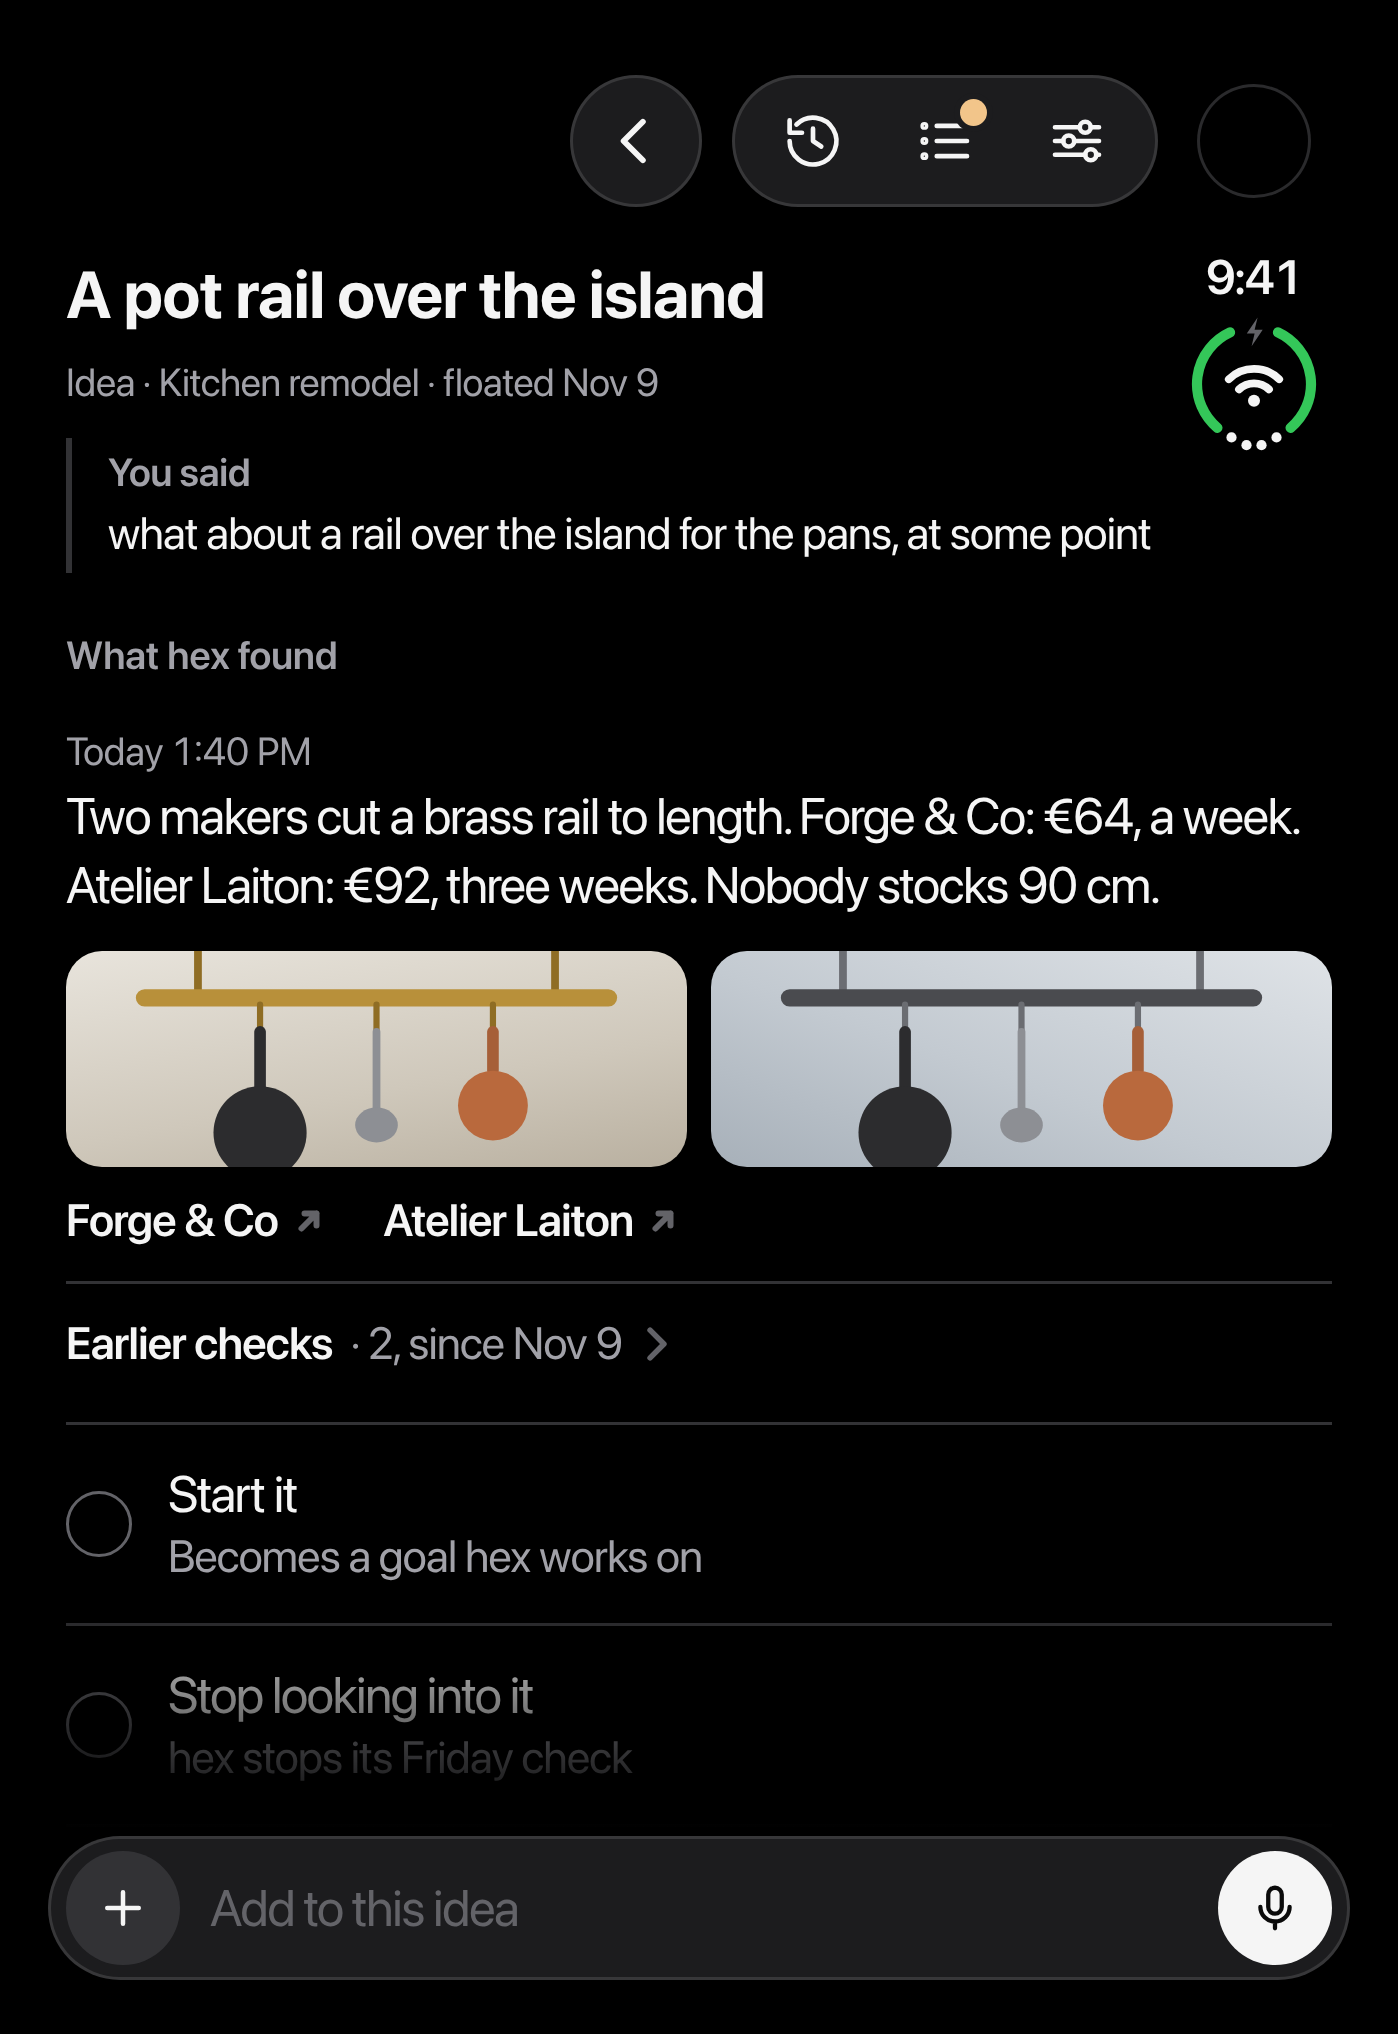 A pot rail over the island
9:41
Idea · Kitchen remodel · floated Nov 9
You said
what about a rail over the island for the pans, at some point
What hex found
Today 1:40 PM
Two makers cut a brass rail to length. Forge & Co: €64, a week.
Atelier Laiton: €92, three weeks. Nobody stocks 90 cm.
Forge & Co Atelier Laiton
Earlier checks · 2, since Nov 9
Start it
Becomes a goal hex works on
Stop looking into it
hex stops its Friday check
Add to this idea